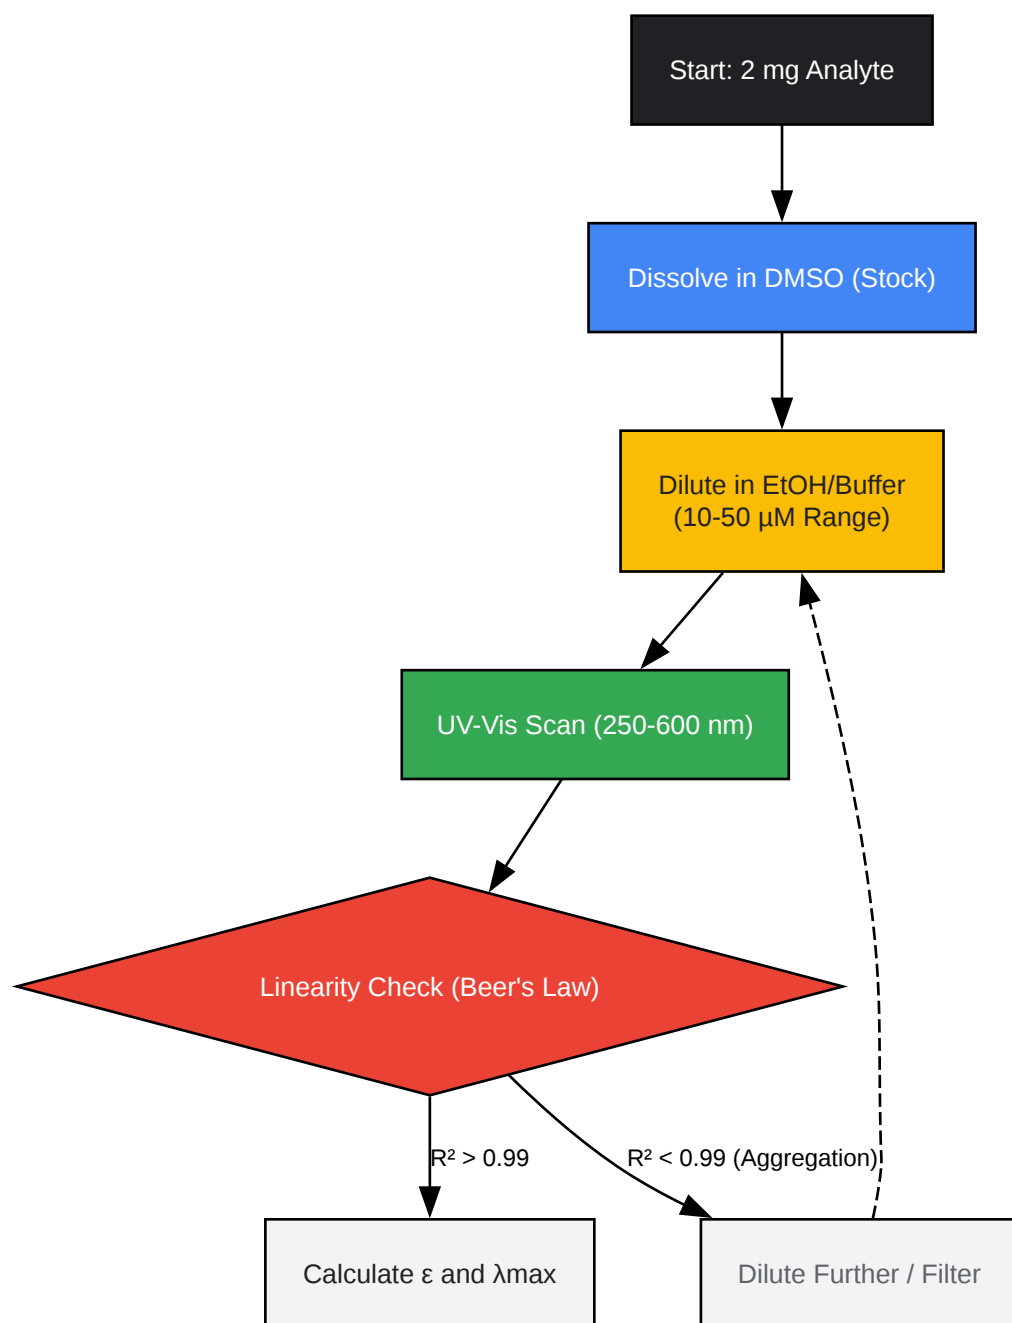 Start: 2 mg Analyte
Dissolve in DMSO (Stock)
Dilute in EtOH/Buffer
(10-50 µM Range)
UV-Vis Scan (250-600 nm)
Linearity Check (Beer's Law)
R² > 0.99
R² < 0.99 (Aggregation)
Calculate ε and λmax
Dilute Further / Filter